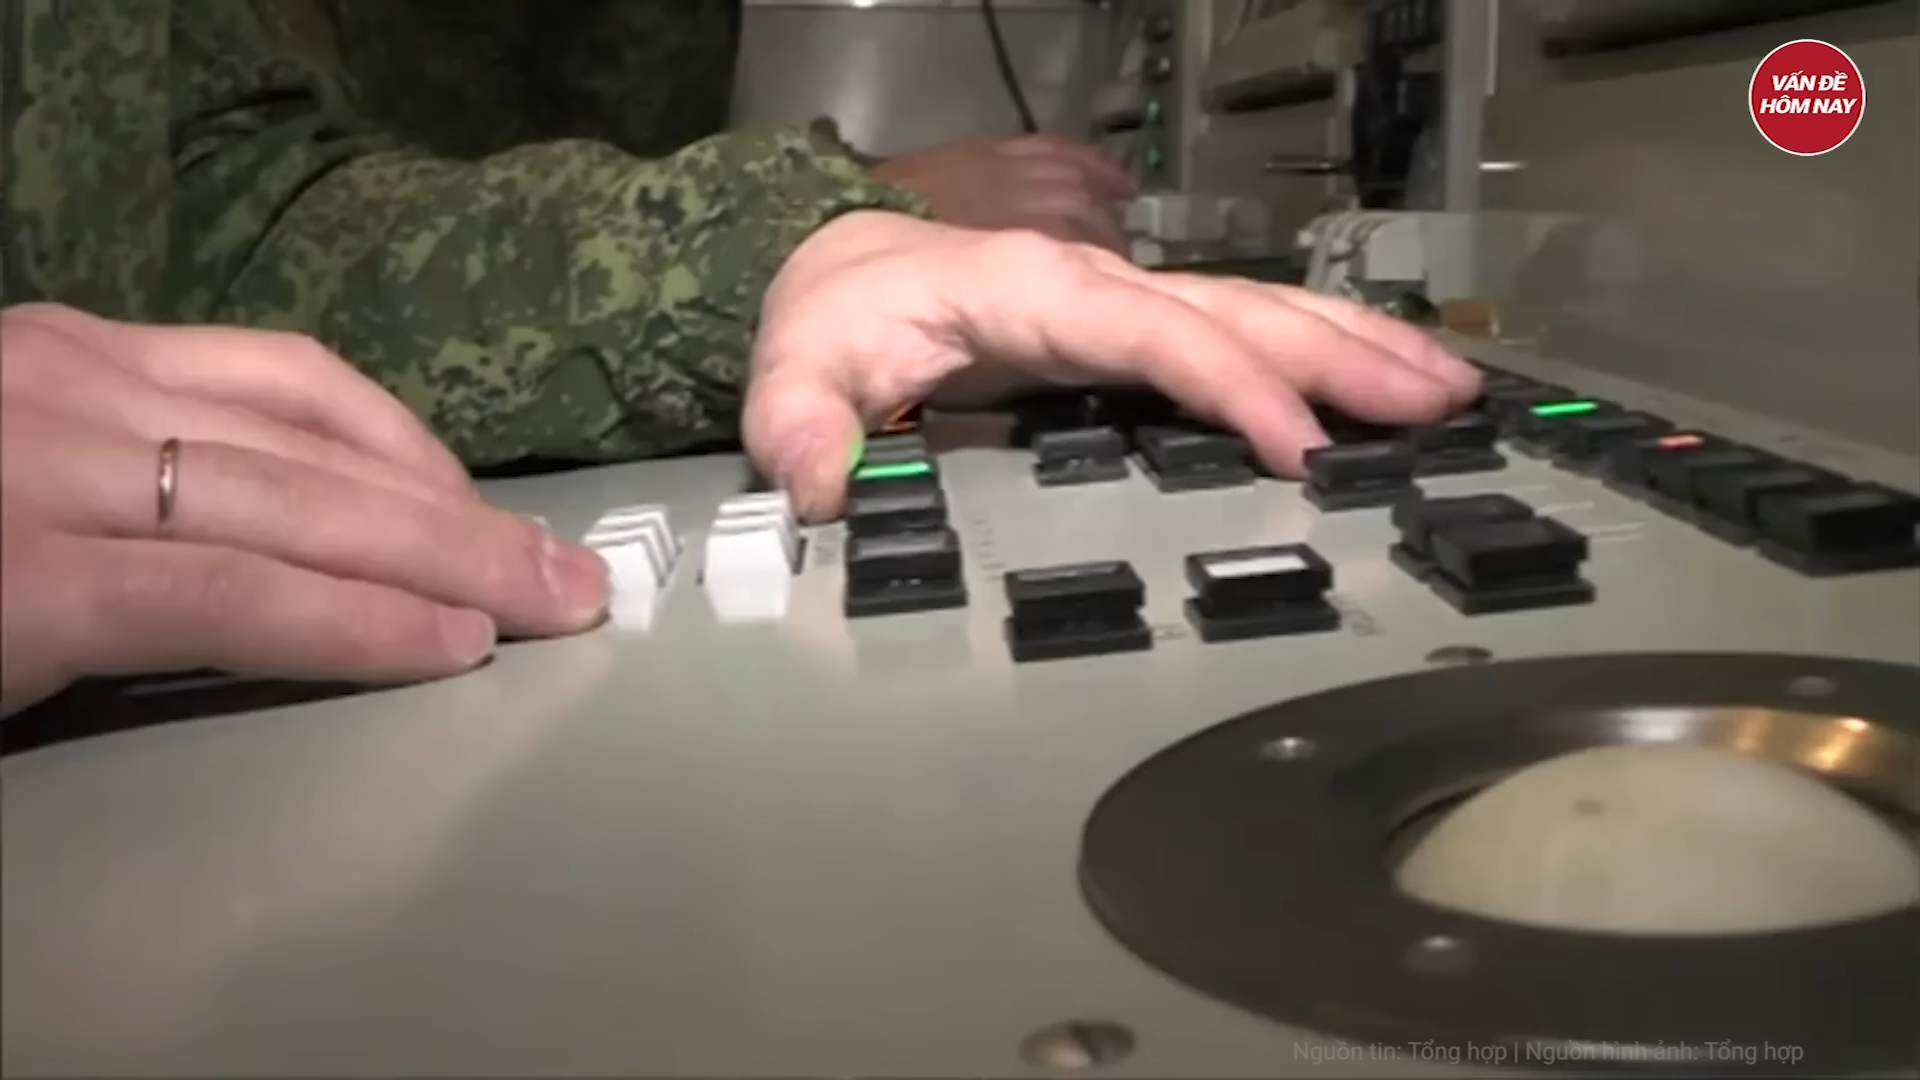 VẤN ĐỀ
HÔM NAY
Nguồn tin: Tổng hợp | Nguồn hình ảnh: Tổng hợp